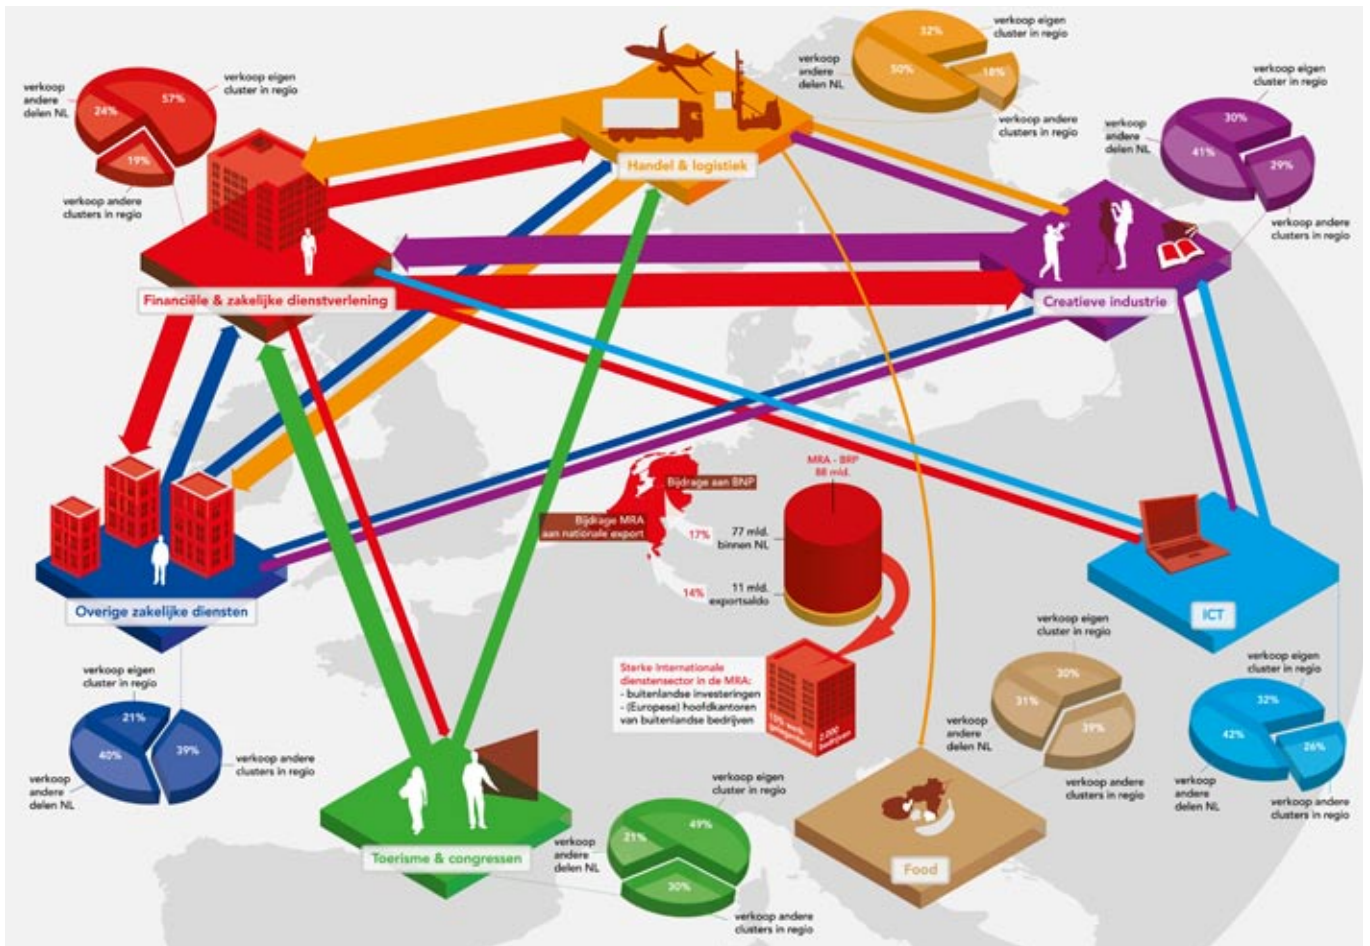 verkoop
andere
delen NL
24%
57%
19%
verkoop eigen
cluster in regio
verkoop andere
clusters in regio
Handel & logistiek
verkoop
andere
delen NL
32%
50%
18%
verkoop eigen
cluster in regio
verkoop andere
clusters in regio
verkoop
andere
delen NL
30%
41%
29%
verkoop eigen
cluster in regio
verkoop andere
clusters in regio
Financiële & zakelijke dienstverlening
Creatieve industrie
MRA - BRP
88 mld.
Bijdrage aan BNP
Bijdrage MRA
aan nationale export
17%
77 mld.
binnen NL
14%
11 mld.
exportsaldo
Overige zakelijke diensten
ICT
Sterke Internationale
dienstensector in de MRA:
- buitenlandse investeringen
- (Europese) hoofdkantoren
van buitenlandse bedrijven
2.000
bedrijven
verkoop eigen
cluster in regio
21%
40%
39%
verkoop
andere
delen NL
verkoop andere
clusters in regio
verkoop eigen
cluster in regio
30%
31%
39%
verkoop
andere
delen NL
verkoop andere
clusters in regio
verkoop eigen
cluster in regio
32%
42%
26%
verkoop
andere
delen NL
verkoop andere
clusters in regio
Toerisme & congressen
verkoop eigen
cluster in regio
21%
49%
30%
verkoop
andere
delen NL
verkoop andere
clusters in regio
Food